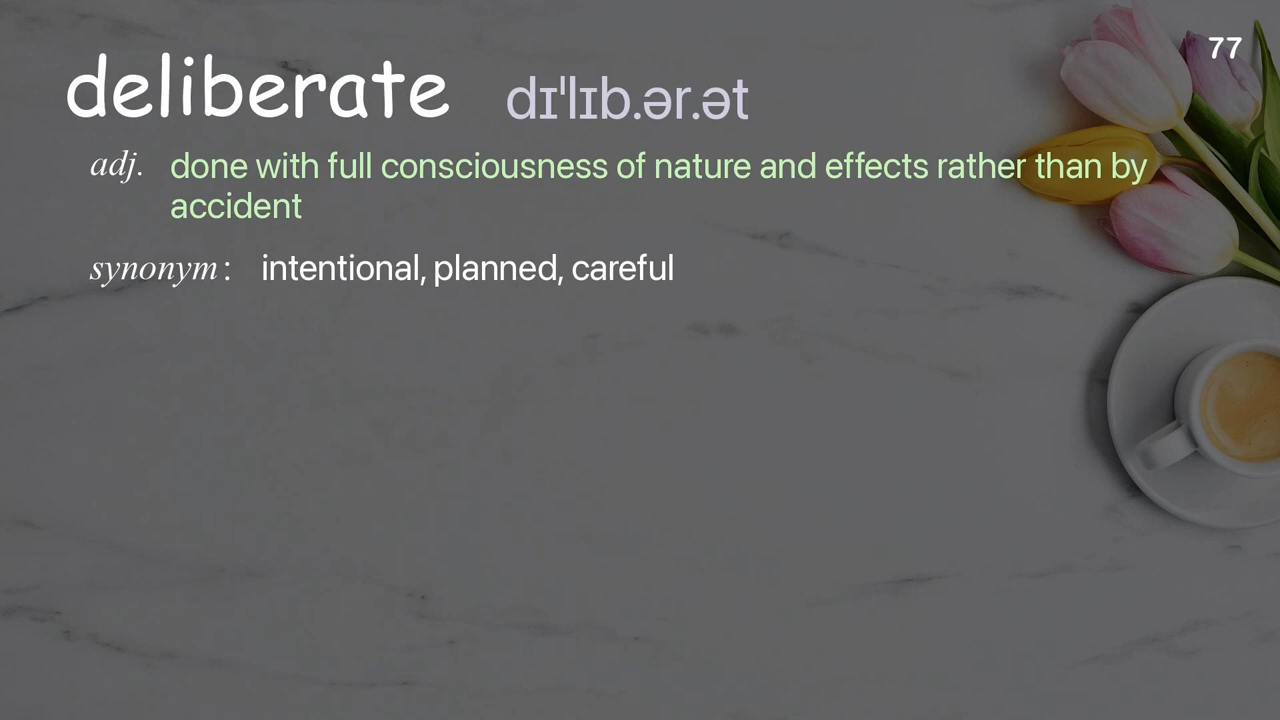 77
deliberate dɪˈlɪb.ər.ət
adj. done with full consciousness of nature and effects rather than by
accident
synonym : intentional, planned, careful